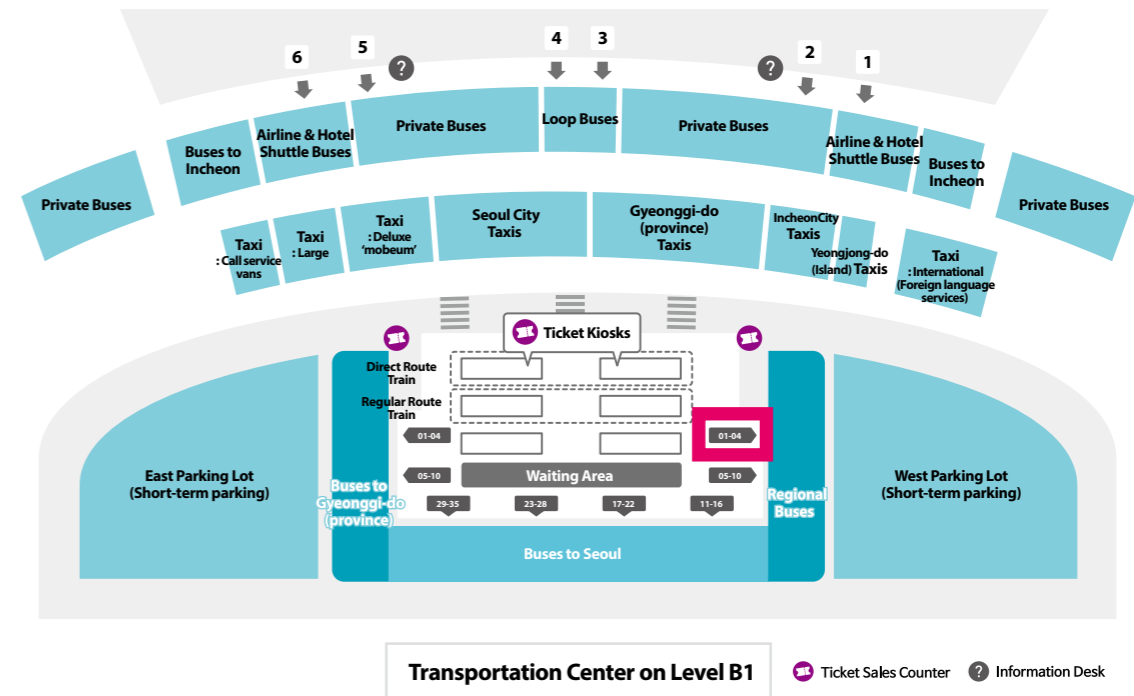 6
5
4
3
2
1
?
?
Private Buses
Buses to
Incheon
Airline & Hotel
Shuttle Buses
Private Buses
Loop Buses
Private Buses
Airline & Hotel
Shuttle Buses
Buses to
Incheon
Private Buses
Taxi
: Call service
vans
Taxi
: Large
Taxi
: Deluxe
'mobeum'
Seoul City
Taxis
Gyeonggi-do
(province)
Taxis
IncheonCity
Taxis
Yeongjong-do
(Island) Taxis
Taxi
: International
(Foreign language
services)
Ticket Kiosks
Direct Route
Train
Regular Route
Train
01-04
01-04
05-10
Waiting Area
05-10
29-35
23-28
17-22
11-16
East Parking Lot
(Short-term parking)
Buses to
Gyeonggi-do
(province)
Regional
Buses
West Parking Lot
(Short-term parking)
Buses to Seoul
Transportation Center on Level B1
Ticket Sales Counter
? Information Desk